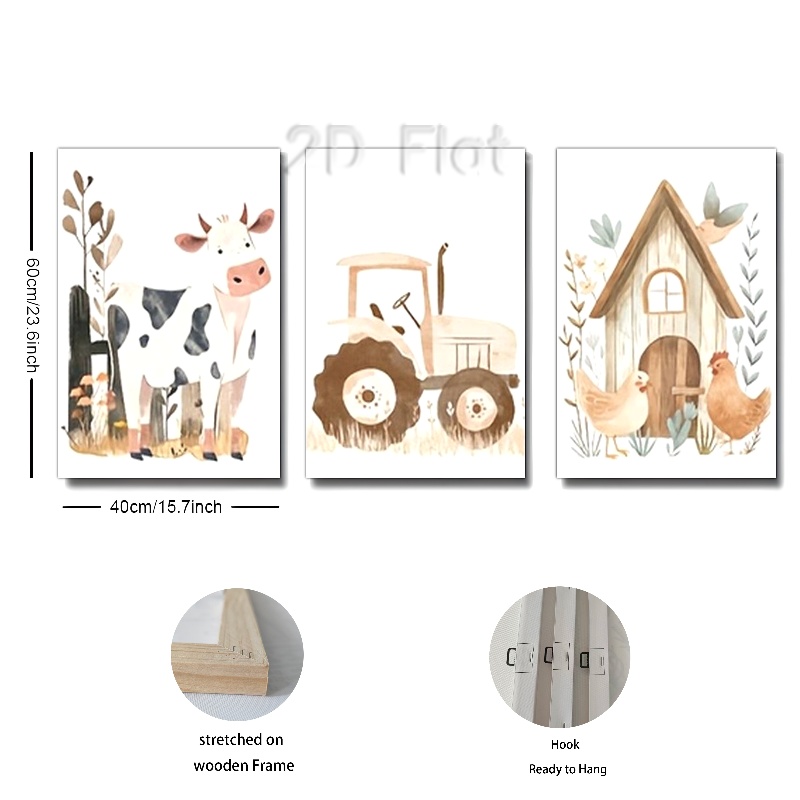 2D Flat
60cm/23.6inch
40cm/15.7inch
stretched on
wooden Frame
Hook
Ready to Hang